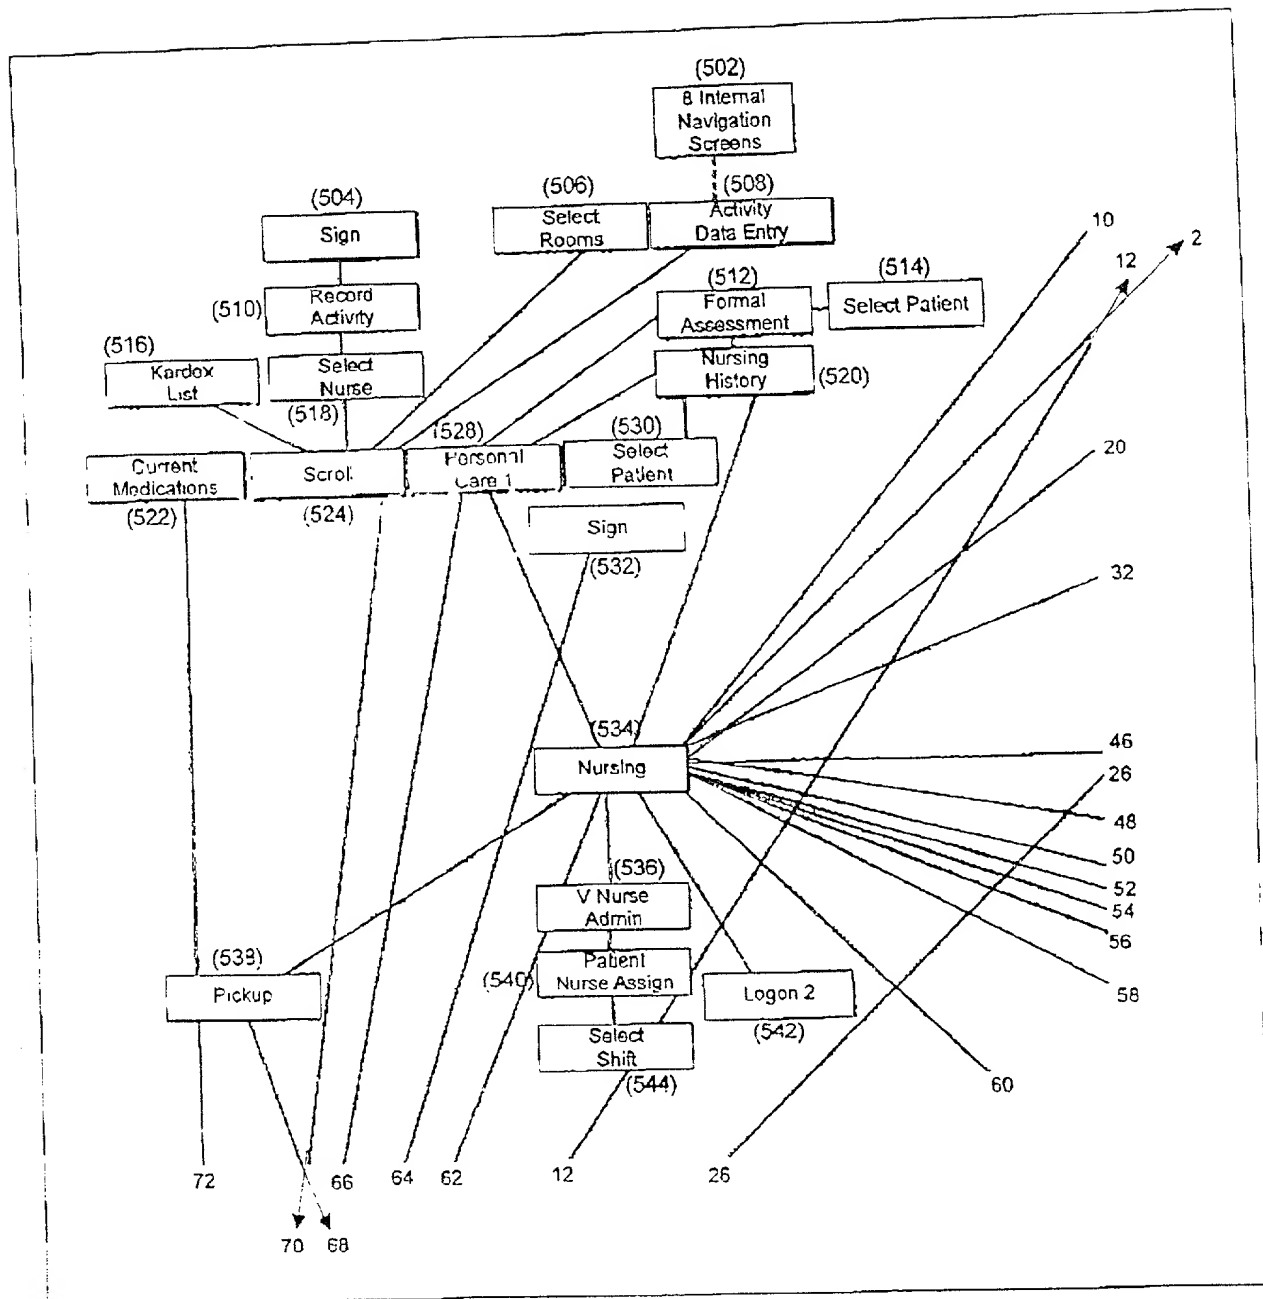 (502)
8 Internal
Navigation
Screens
(504)
Sign
(506)
Select
Rooms
(508)
Activity
Data Entry
10
2
12
(510)
Record
Activity
(512)
Formal
Assessment
(514)
Select Patient
(516)
Kardox
List
Select
Nurse
(518)
Nursing
History
(520)
(528)
(530)
20
Current
Medications
(522)
Scroll
(524)
Personal
Care 1
Select
Patient
Sign
(532)
32
(534)
Nursing
46
26
48
50
52
54
56
58
(536)
V Nurse
Admin
(538)
Pickup
(540)
Patient
Nurse Assign
Logon 2
(542)
Select
Shift
(544)
60
72
66
64
62
12
26
70
68